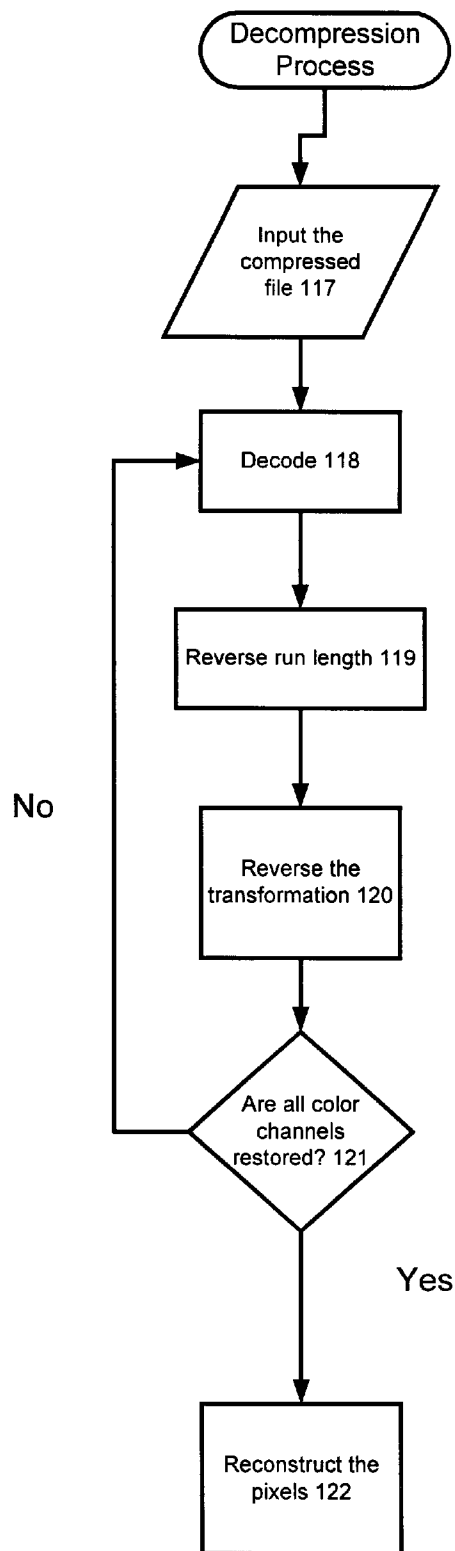 Decompression
Process
Input the
compressed
file 117
Decode 118
Reverse run length 119
No
Reverse the
transformation 120
Are all color
channels
restored? 121
Yes
Reconstruct the
pixels 122